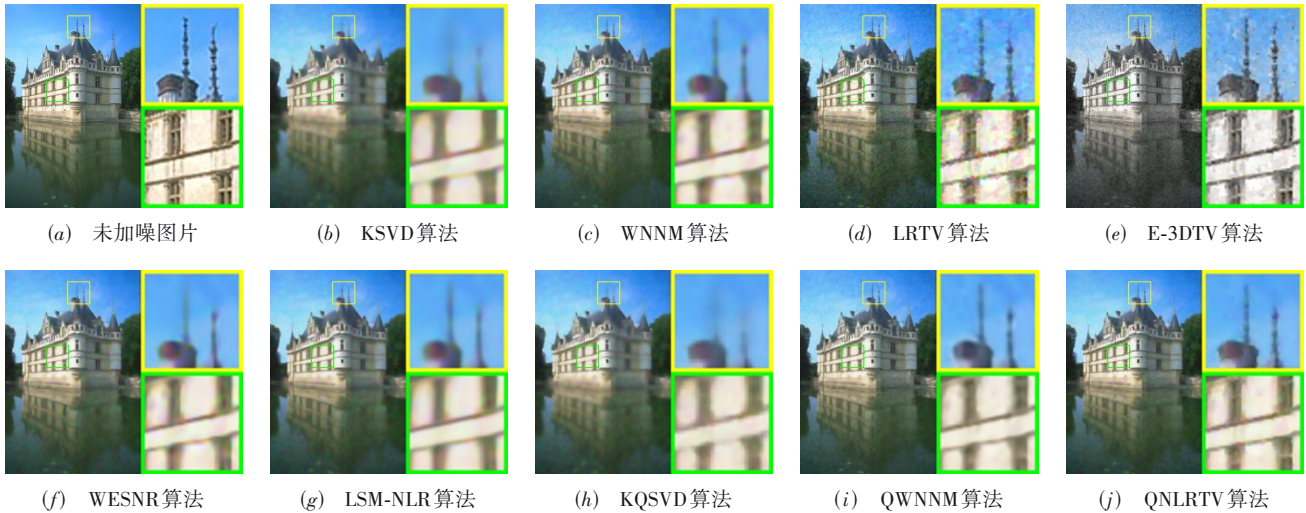 (a) 未加噪图片
(b) KSVD算法
(c) WNNM算法
(d) LRTV算法
(e) E-3DTV算法
(f) WESNR算法
(g) LSM-NLR算法
(h) KQSVD算法
(i) QWNNM算法
(j) QNLRTV算法